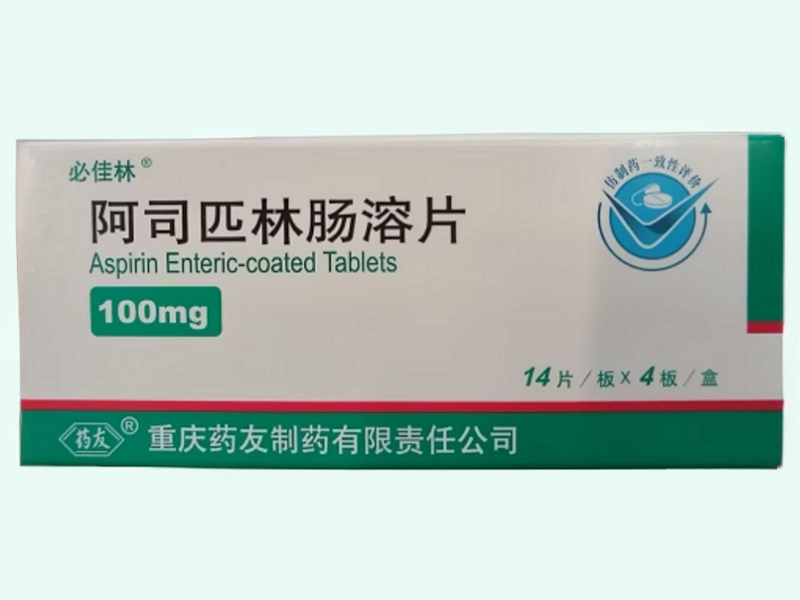 必佳林®
阿司匹林肠溶片
Aspirin Enteric-coated Tablets
100mg
仿制药一致性评价
14片/板x4板/盒
药友® 重庆药友制药有限责任公司